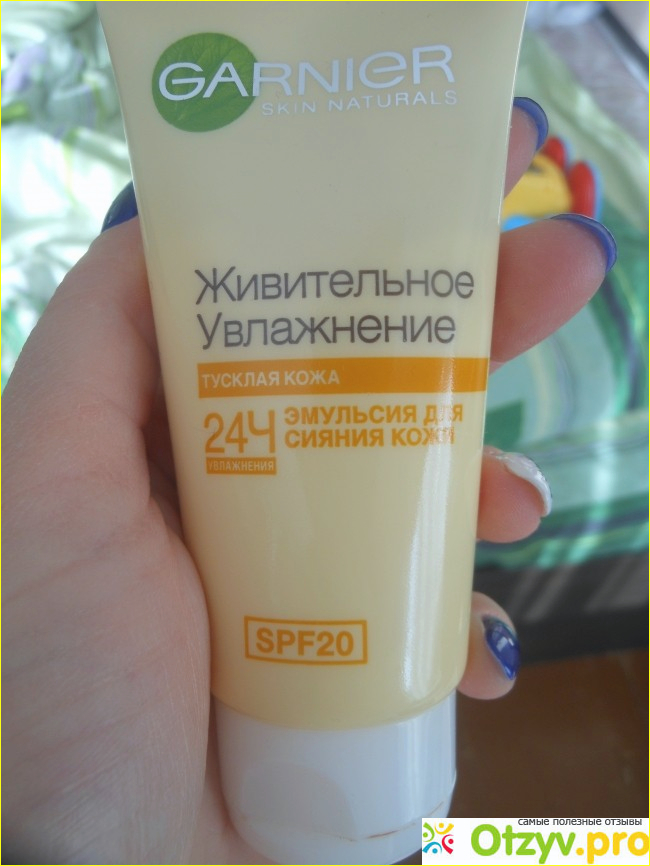 GARNIER
SKIN NATURALS
Живительное
Увлажнение
ТУСКЛАЯ КОЖА
24Ч
УВЛАЖНЕНИЯ
ЭМУЛЬСИЯ ДЛЯ
СИЯНИЯ КОЖИ
SPF20
самые полезные отзывы
Otzyv.pro